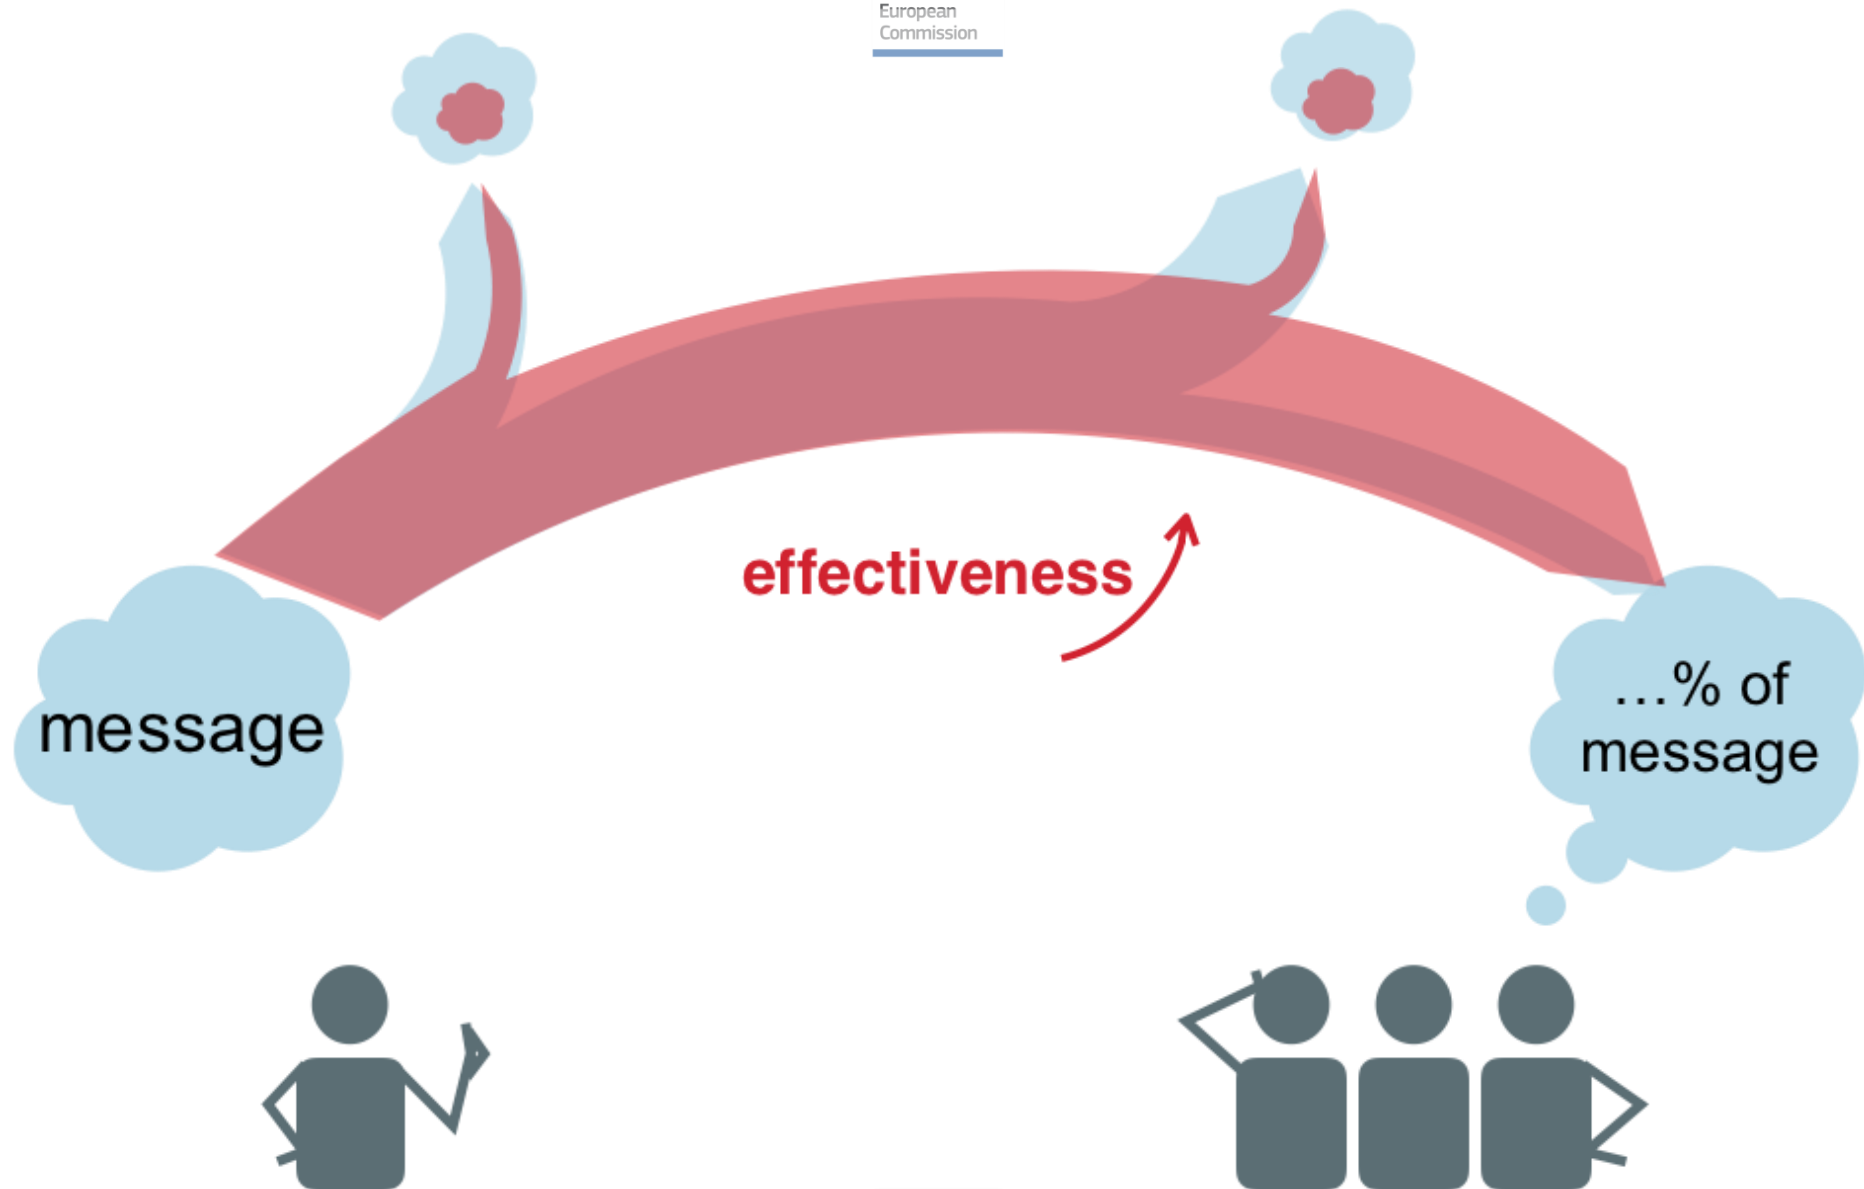 European
Commission
effectiveness
message
…% of
message